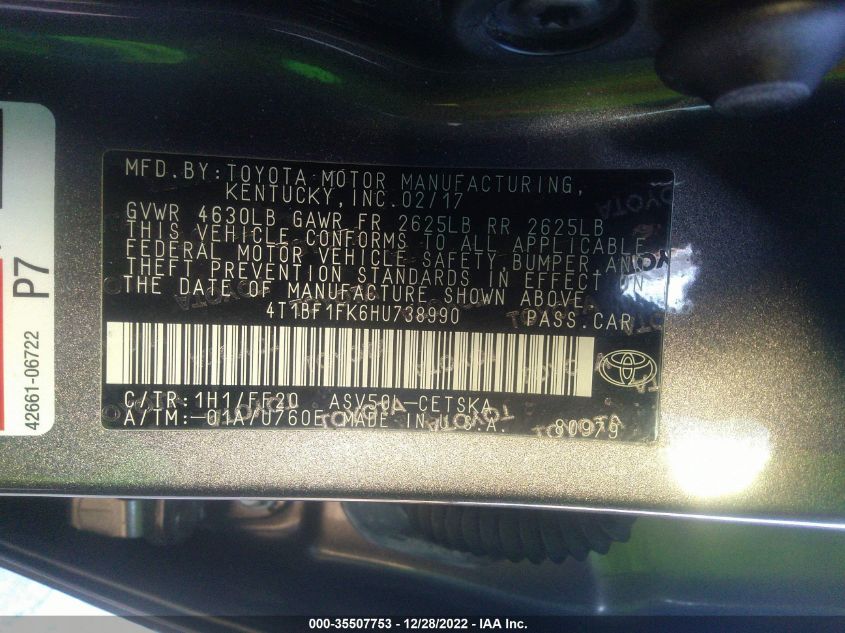 MFD.BY:TOYOTA MOTOR MANUFACTURING,
KENTUCKY, INC. 02/17
GVWR 4630LB GAWR FR 2625LB RR 2625LB
THIS VEHICLE CONFORMS TO ALL APPLICABLE
FEDERAL MOTOR VEHICLE SAFETY, BUMPER, AND
THEFT PREVENTION STANDARDS IN EFFECT ON
THE DATE OF MANUFACTURE SHOWN ABOVE.
4T1BF1FK6HU738990 PASS.CAR
C/TR:1H1/FE20 ASV50L-CETSKA
A/TM:-01A/U760E MADE IN U.S.A. 80979
P7
42661-06722
000-35507753 - 12/28/2022 - IAA Inc.